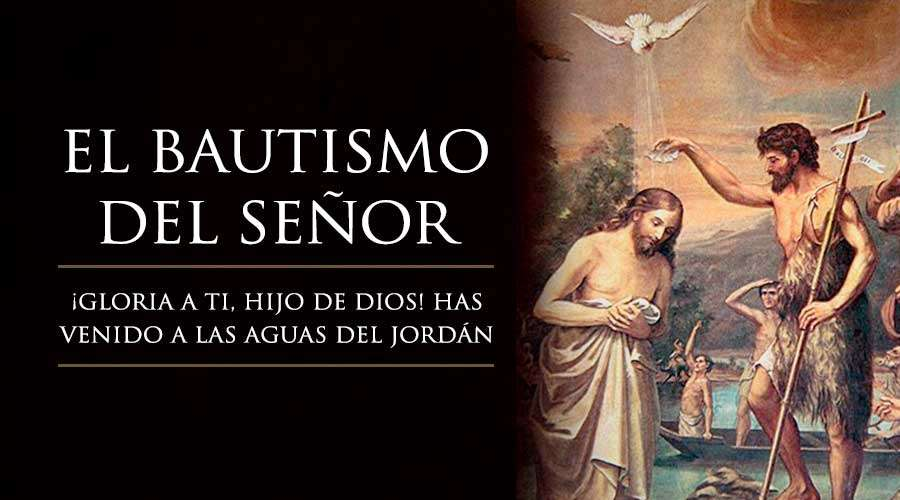 EL BAUTISMO
DEL SEÑOR
¡GLORIA A TI, HIJO DE DIOS! HAS
VENIDO A LAS AGUAS DEL JORDÁN